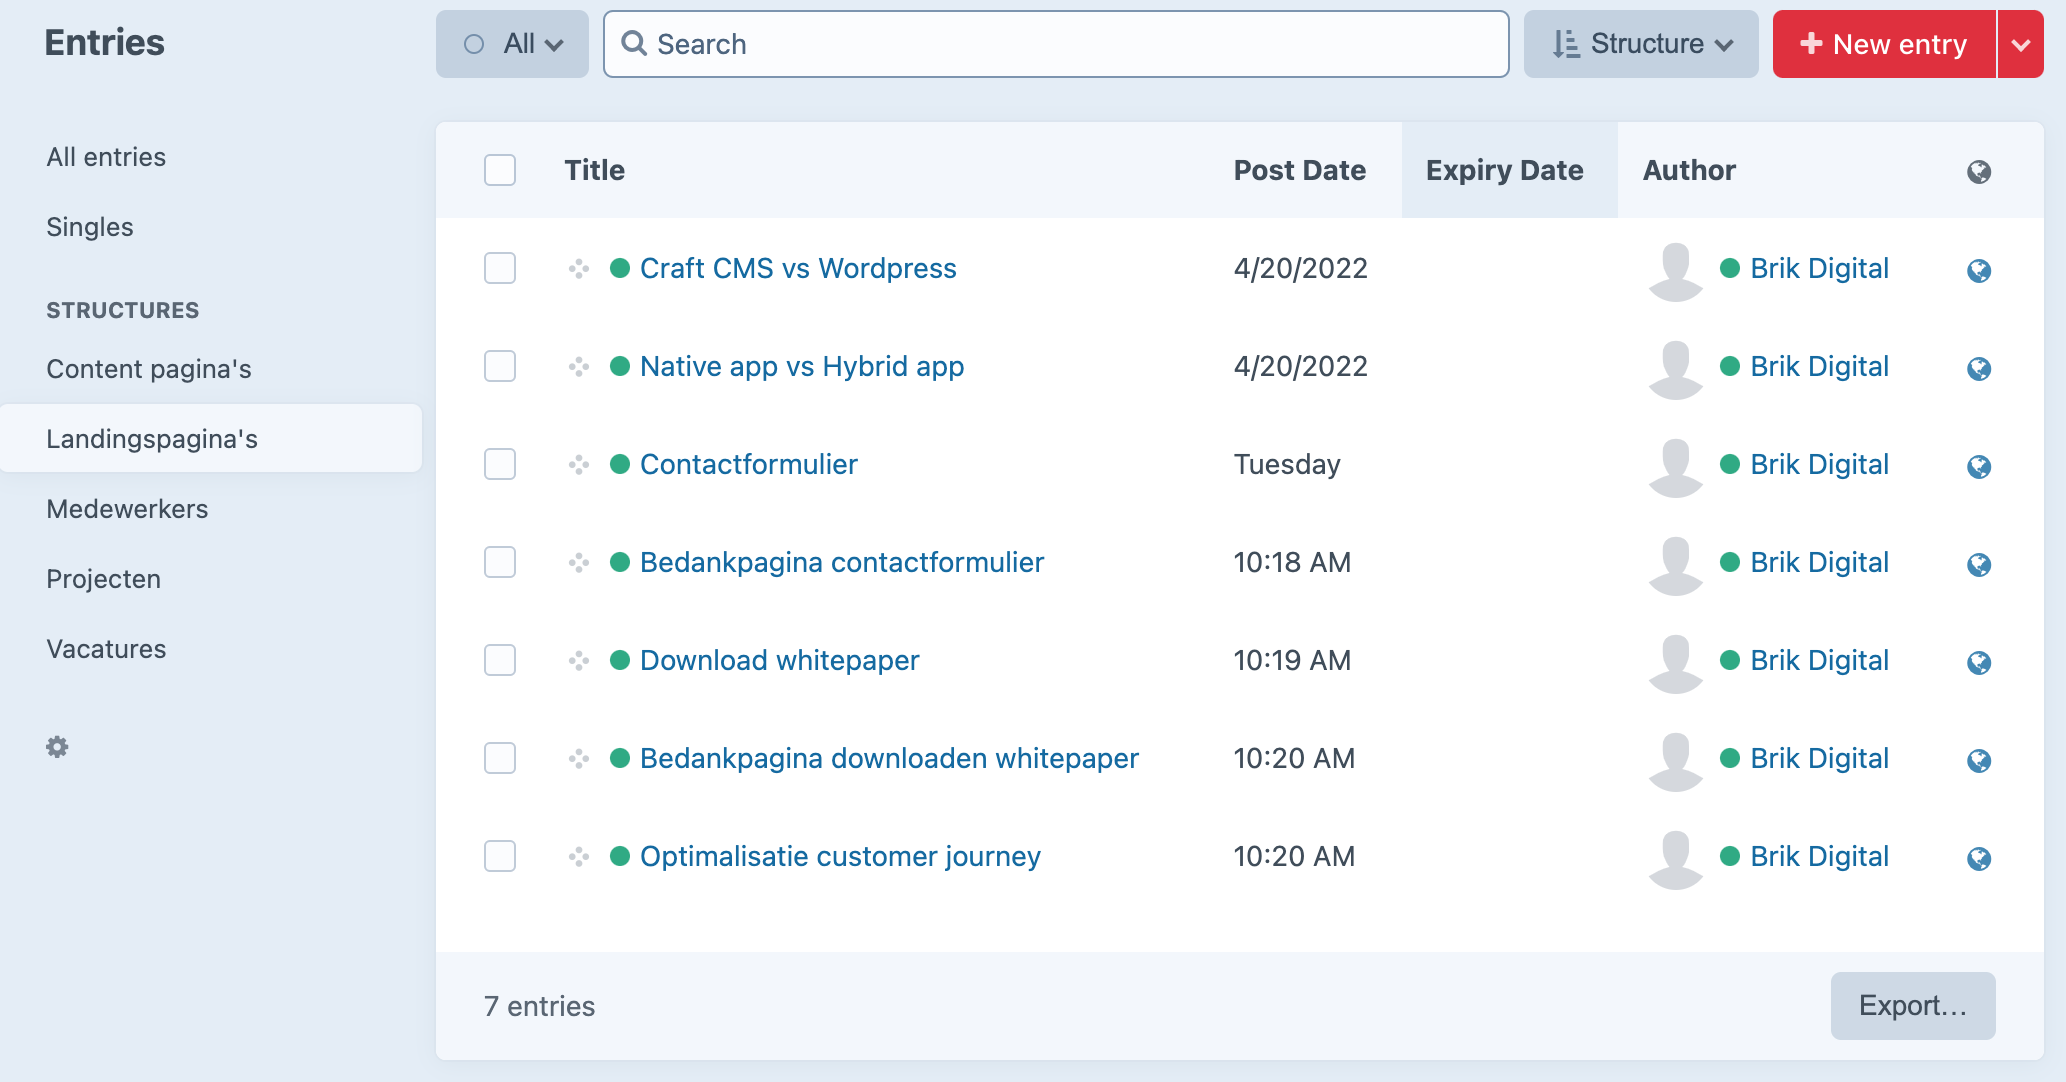 Entries
All
Search
Structure
New entry
All entries
Singles
STRUCTURES
Content pagina's
Landingspagina's
Medewerkers
Projecten
Vacatures
Title Post Date Expiry Date Author
Craft CMS vs Wordpress 4/20/2022 Brik Digital
Native app vs Hybrid app 4/20/2022 Brik Digital
Contactformulier Tuesday Brik Digital
Bedankpagina contactformulier 10:18 AM Brik Digital
Download whitepaper 10:19 AM Brik Digital
Bedankpagina downloaden whitepaper 10:20 AM Brik Digital
Optimalisatie customer journey 10:20 AM Brik Digital
7 entries
Export…